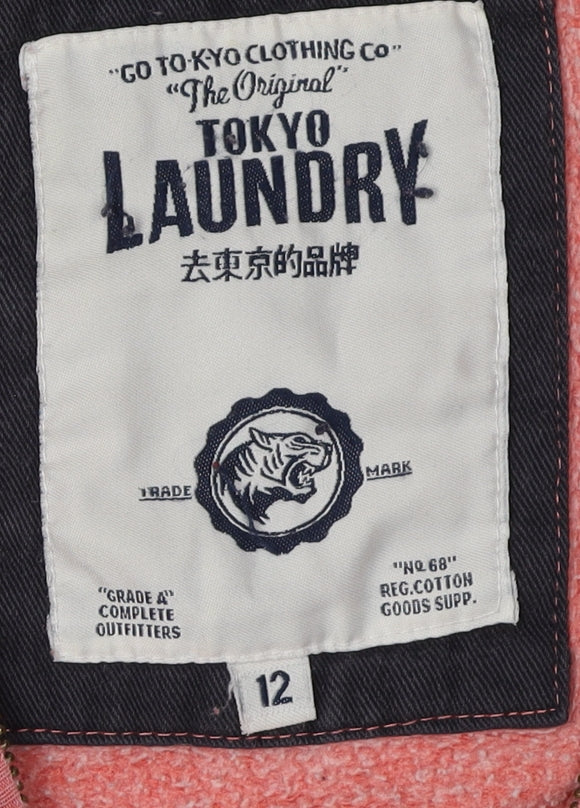 "GO TO·KYO CLOTHING Co"
"The Original"
TOKYO
LAUNDRY
去東京的品牌
TRADE MARK
"GRADE A"
COMPLETE
OUTFITTERS
"NO 68"
REG.COTTON
GOODS SUPP.
12